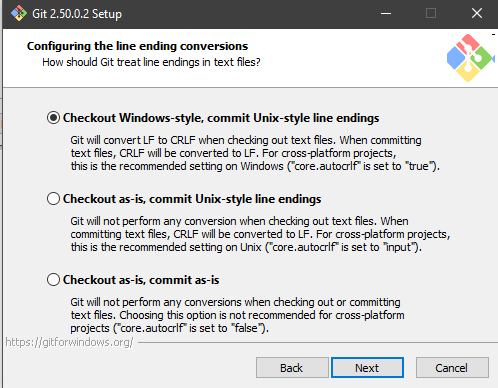 Git 2.50.0.2 Setup
Configuring the line ending conversions
How should Git treat line endings in text files?
Checkout Windows-style, commit Unix-style line endings
Git will convert LF to CRLF when checking out text files. When committing
text files, CRLF will be converted to LF. For cross-platform projects,
this is the recommended setting on Windows ("core.autocrlf" is set to "true").
Checkout as-is, commit Unix-style line endings
Git will not perform any conversion when checking out text files. When
committing text files, CRLF will be converted to LF. For cross-platform projects,
this is the recommended setting on Unix ("core.autocrlf" is set to "input").
Checkout as-is, commit as-is
Git will not perform any conversions when checking out or committing
text files. Choosing this option is not recommended for cross-platform
projects ("core.autocrlf" is set to "false").
https://gitforwindows.org/
Back
Next
Cancel